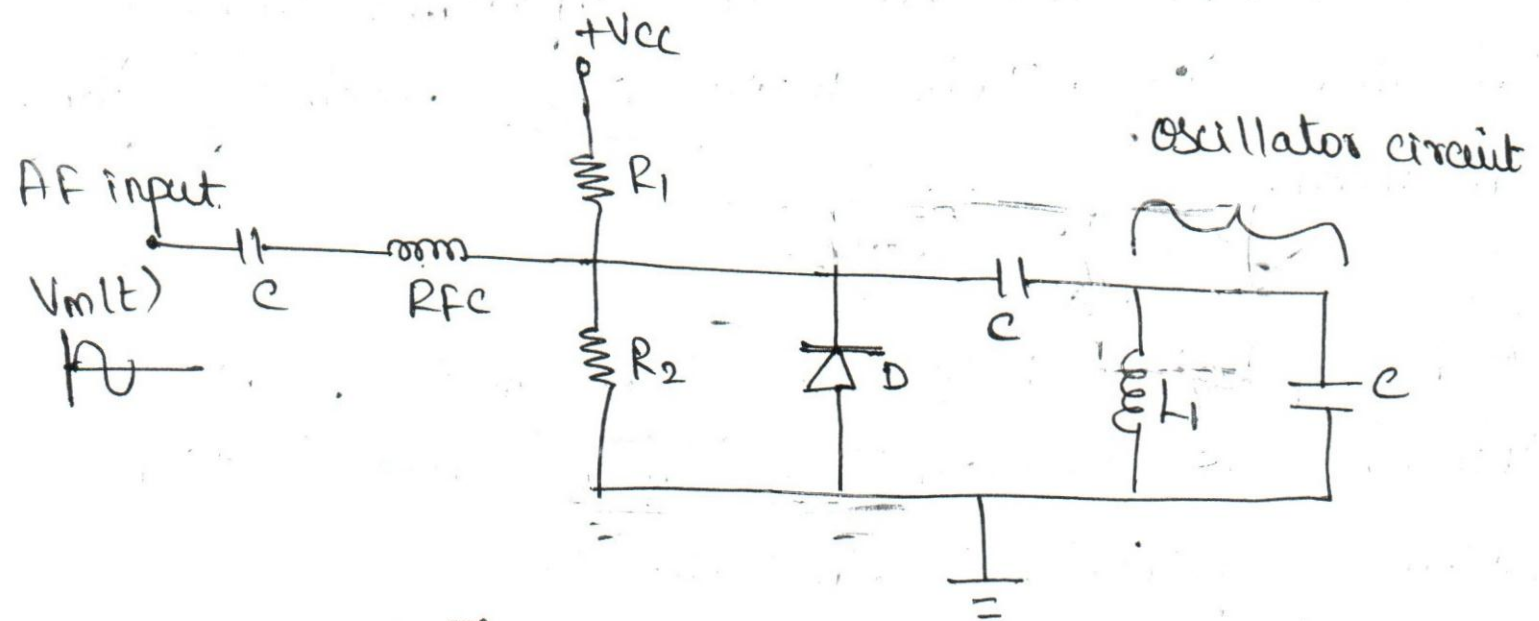 +VCC
oscillator circuit
AF input
R1
Vm(t)
C
RFC
C
R2
D
L1
C